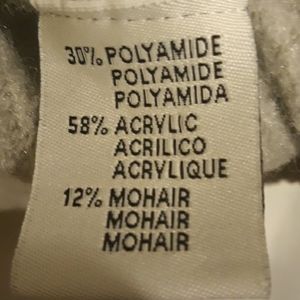 30% POLYAMIDE
POLYAMIDE
POLYAMIDA
58% ACRYLIC
ACRILICO
ACRYLIQUE
12% MOHAIR
MOHAIR
MOHAIR